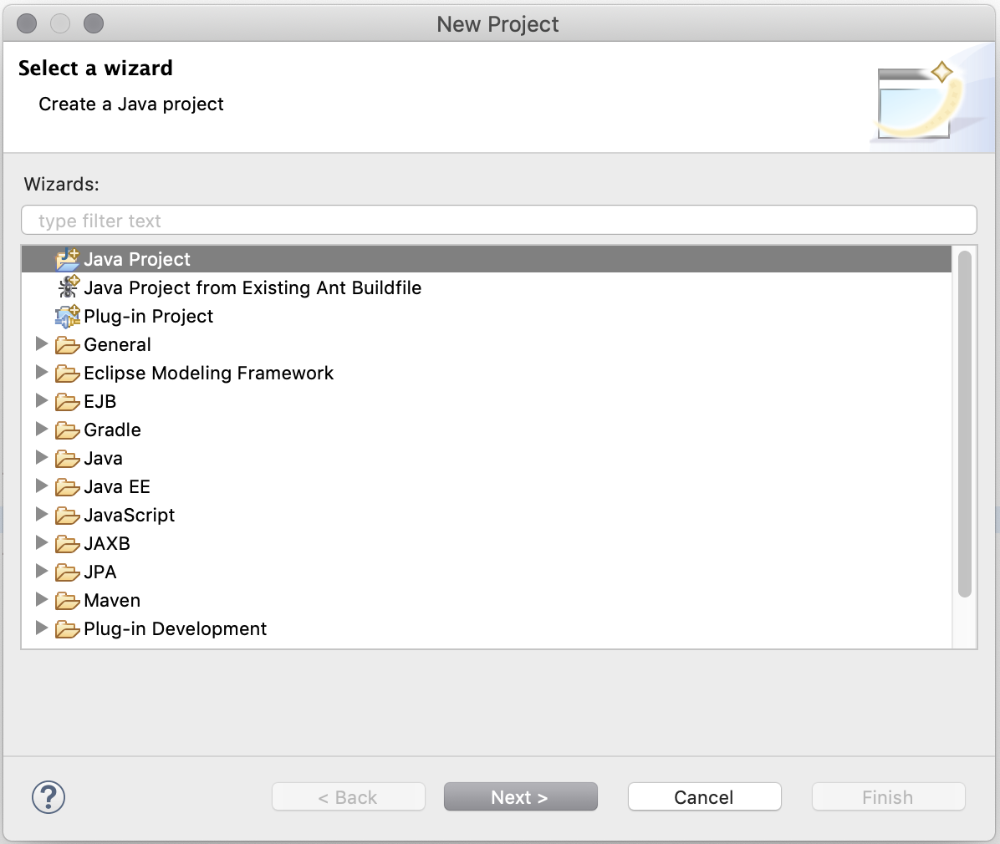 New Project
Select a wizard
Create a Java project
Wizards:
type filter text
Java Project
Java Project from Existing Ant Buildfile
Plug-in Project
General
Eclipse Modeling Framework
EJB
Gradle
Java
Java EE
JavaScript
JAXB
JPA
Maven
Plug-in Development
?
< Back
Next >
Cancel
Finish